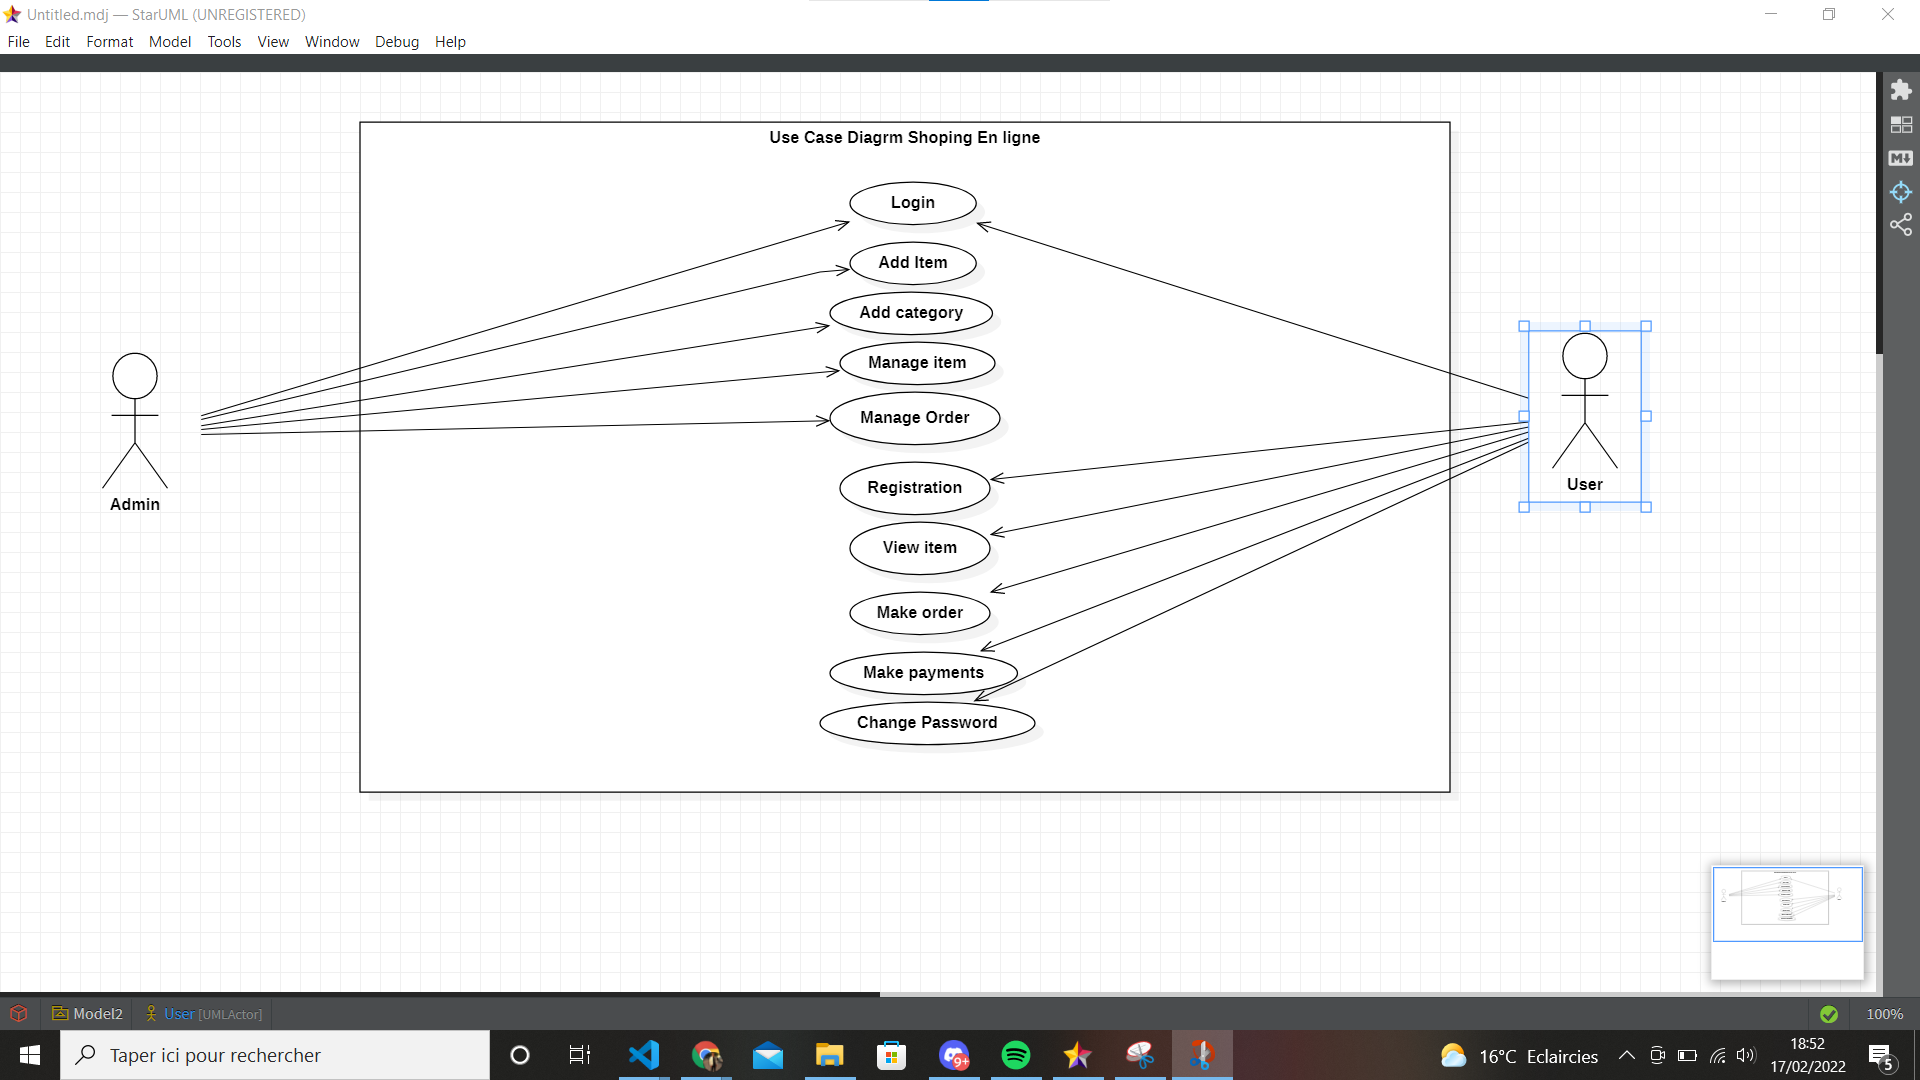 Untitled.mdj — StarUML (UNREGISTERED)
File Edit Format Model Tools View Window Debug Help
Use Case Diagrm Shoping En ligne
Login
Add Item
Add category
Manage item
Manage Order
Registration
View item
Make order
Make payments
Change Password
Admin
User
M
Model2 User [UMLActor] 100%
Taper ici pour rechercher
9+
16°C Eclaircies
18:52
17/02/2022
5